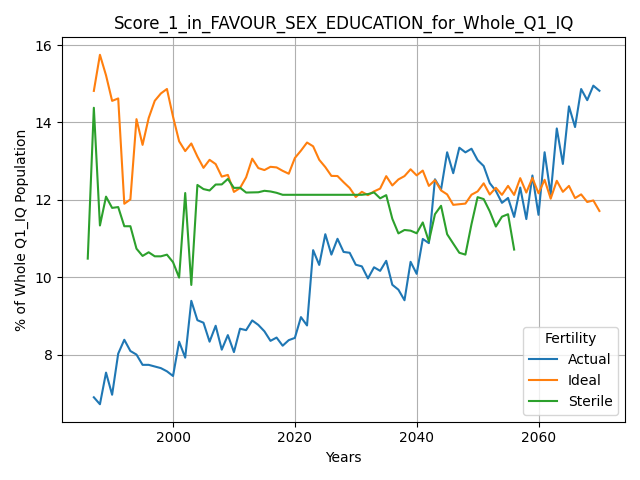 Score_1_in_FAVOUR_SEX_EDUCATION_for_Whole_Q1_IQ
% of Whole Q1_IQ Population
16
14
12
10
8
2000 2020 2040 2060
Years
Fertility
Actual
Ideal
Sterile